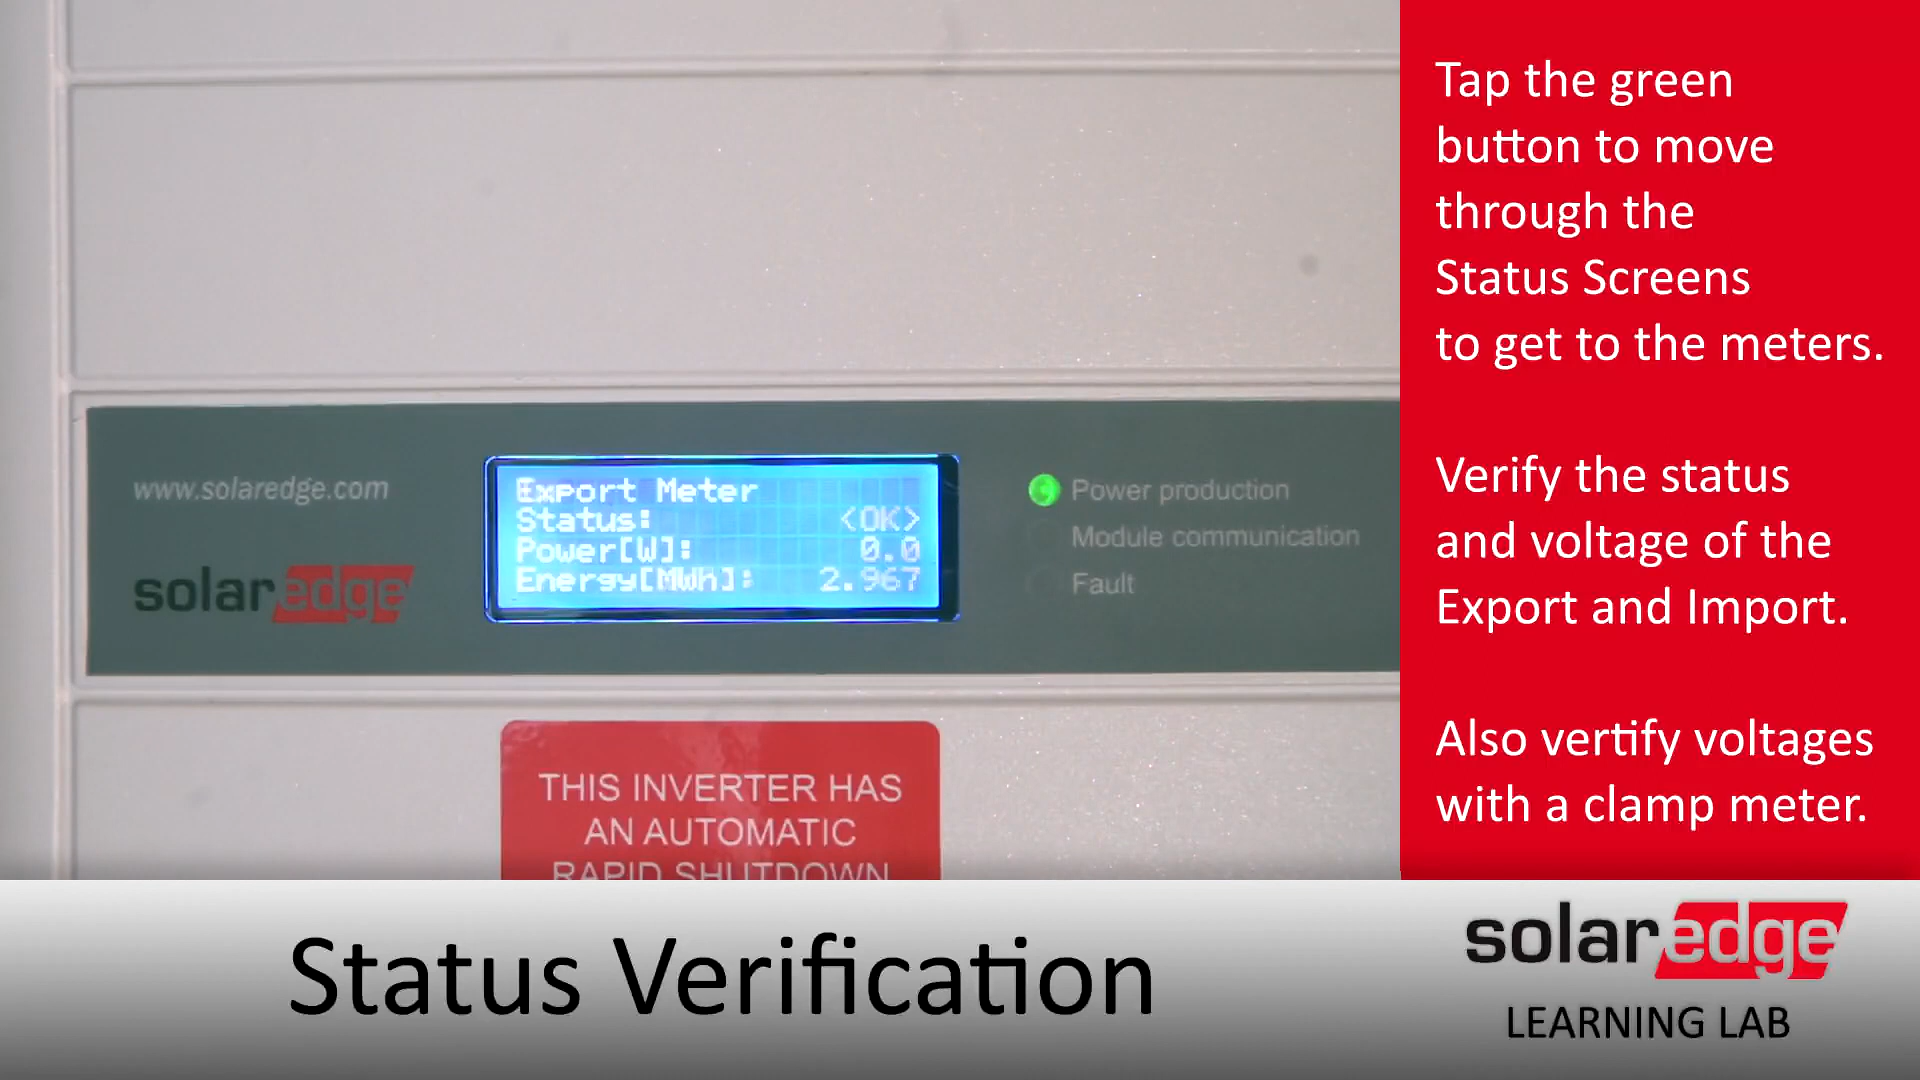 Tap the green
button to move
through the
Status Screens
to get to the meters.
Verify the status
and voltage of the
Export and Import.
Also vertify voltages
with a clamp meter.
www.solaredge.com
solaredge
Export Meter
Status: <OK>
Power[W]: 0.0
Energy[MWh]: 2.967
Power production
Module communication
Fault
THIS INVERTER HAS
AN AUTOMATIC
RAPID SHUTDOWN
Status Verification
solaredge
LEARNING LAB